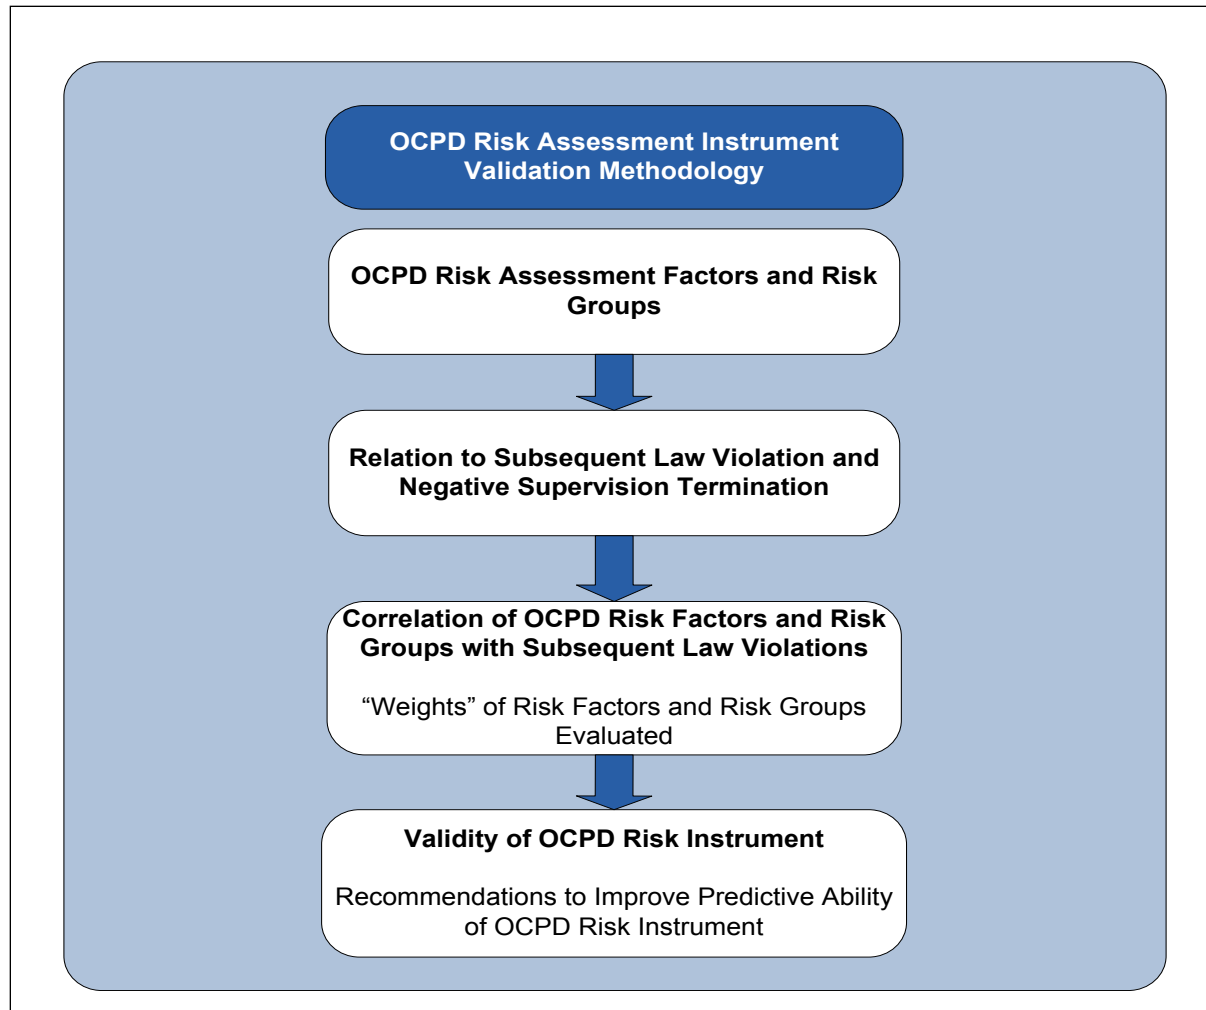 OCPD Risk Assessment Instrument
Validation Methodology
OCPD Risk Assessment Factors and Risk
Groups
Relation to Subsequent Law Violation and
Negative Supervision Termination
Correlation of OCPD Risk Factors and Risk
Groups with Subsequent Law Violations
“Weights” of Risk Factors and Risk Groups
Evaluated
Validity of OCPD Risk Instrument
Recommendations to Improve Predictive Ability
of OCPD Risk Instrument